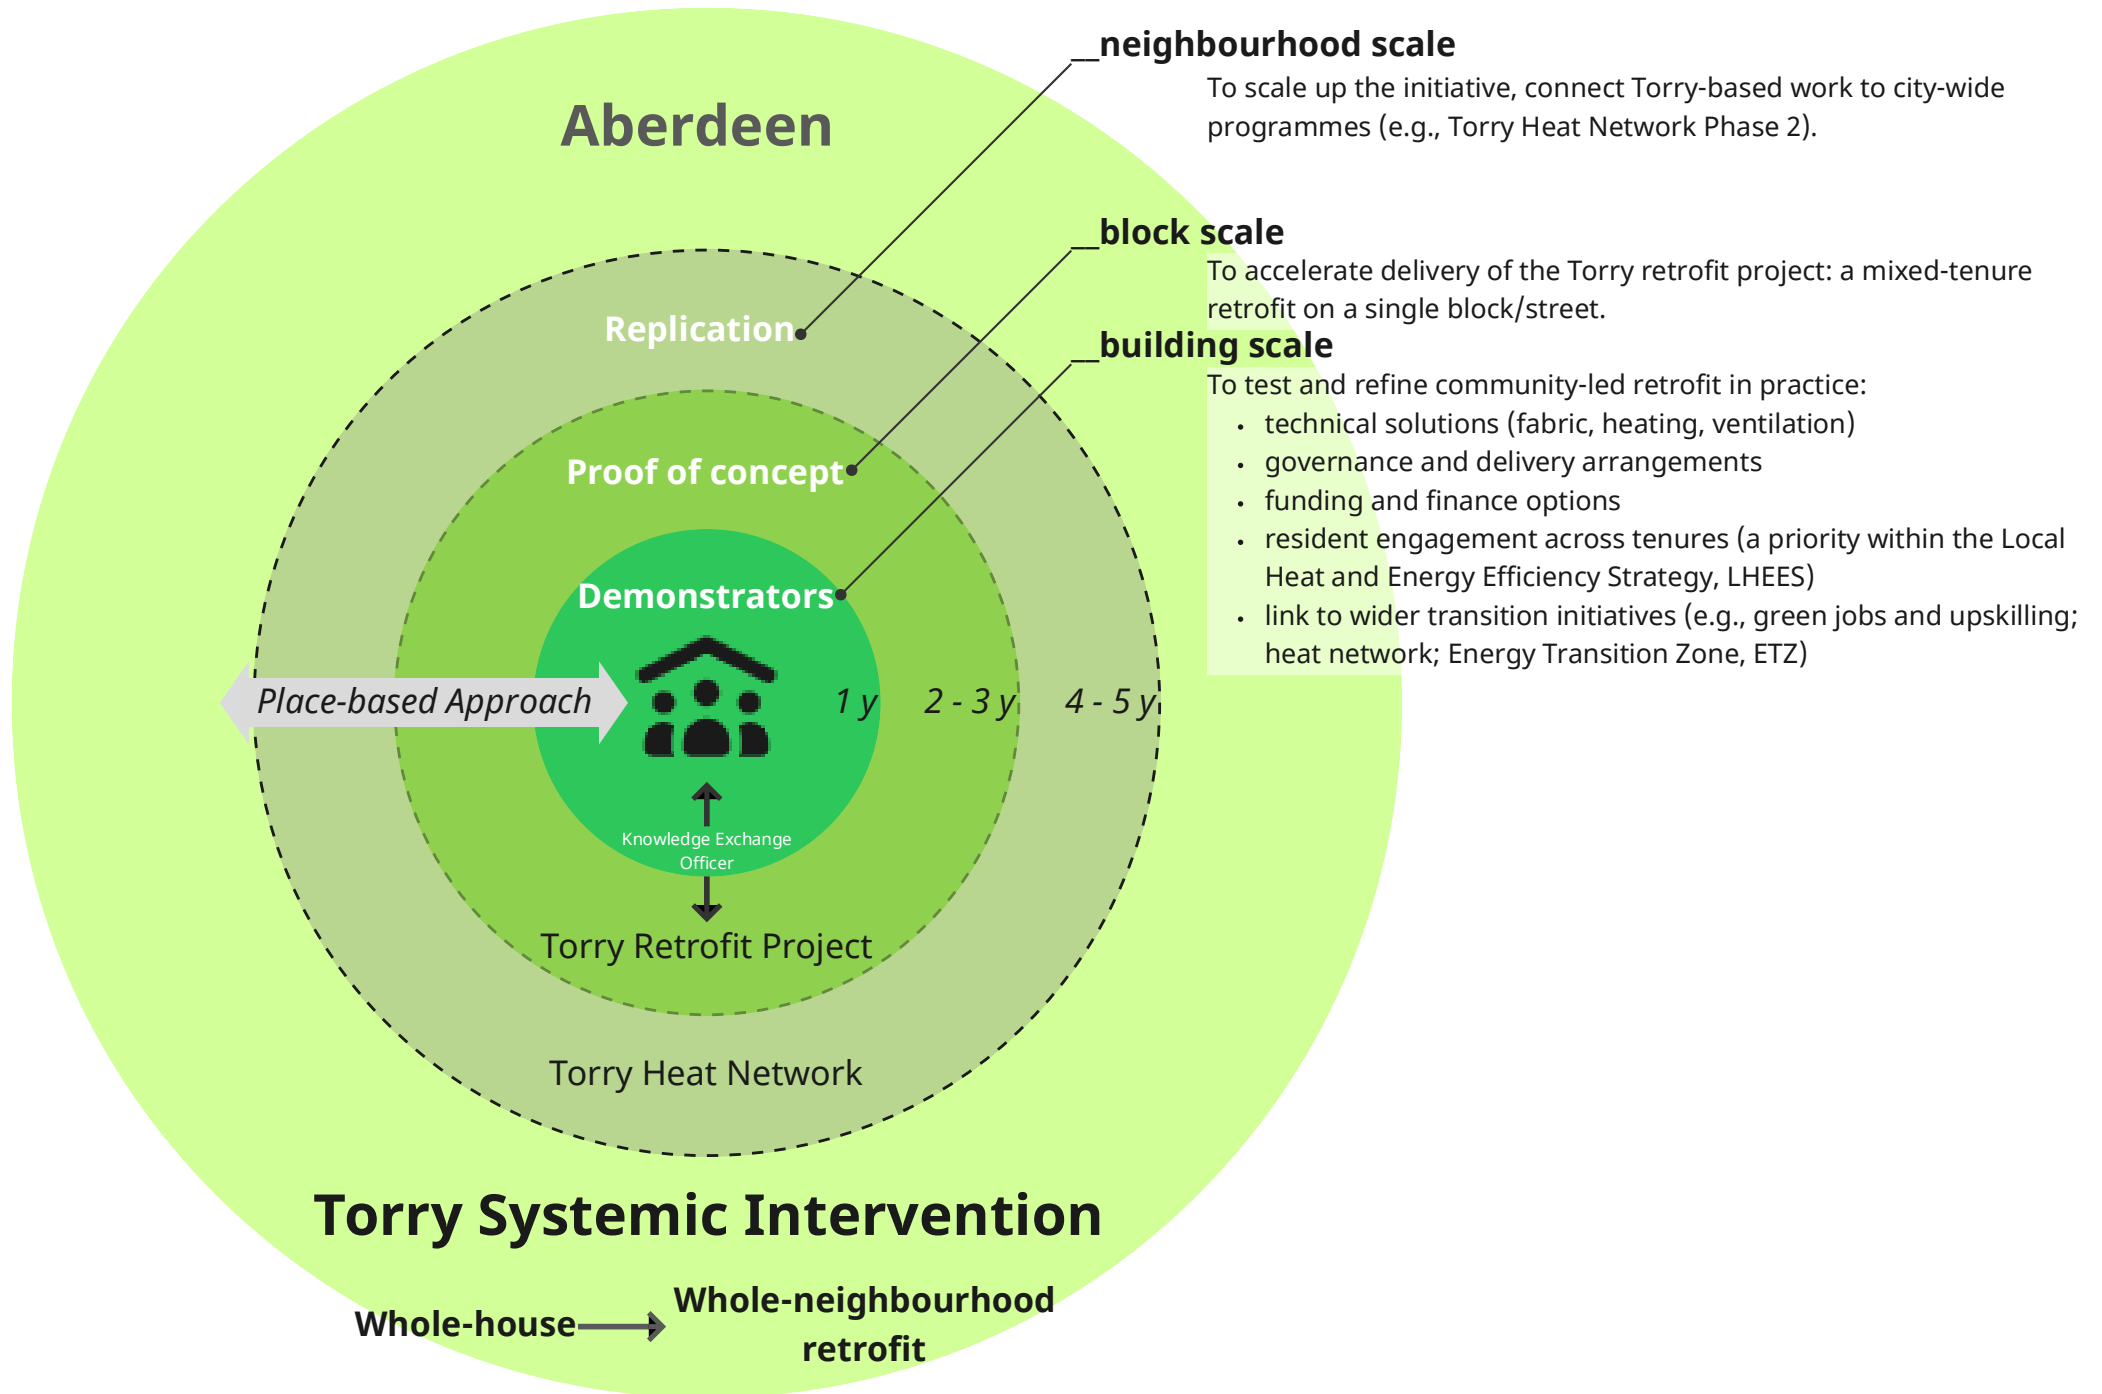 __neighbourhood scale
To scale up the initiative, connect Torry-based work to city-wide
programmes (e.g., Torry Heat Network Phase 2).
Aberdeen
__block scale
To accelerate delivery of the Torry retrofit project: a mixed-tenure
retrofit on a single block/street.
Replication
__building scale
To test and refine community-led retrofit in practice:
• technical solutions (fabric, heating, ventilation)
• governance and delivery arrangements
• funding and finance options
• resident engagement across tenures (a priority within the Local
Heat and Energy Efficiency Strategy, LHEES)
• link to wider transition initiatives (e.g., green jobs and upskilling;
heat network; Energy Transition Zone, ETZ)
Proof of concept
Demonstrators
Place-based Approach
1 y
2 - 3 y
4 - 5 y
Knowledge Exchange
Officer
Torry Retrofit Project
Torry Heat Network
Torry Systemic Intervention
Whole-house
Whole-neighbourhood
retrofit